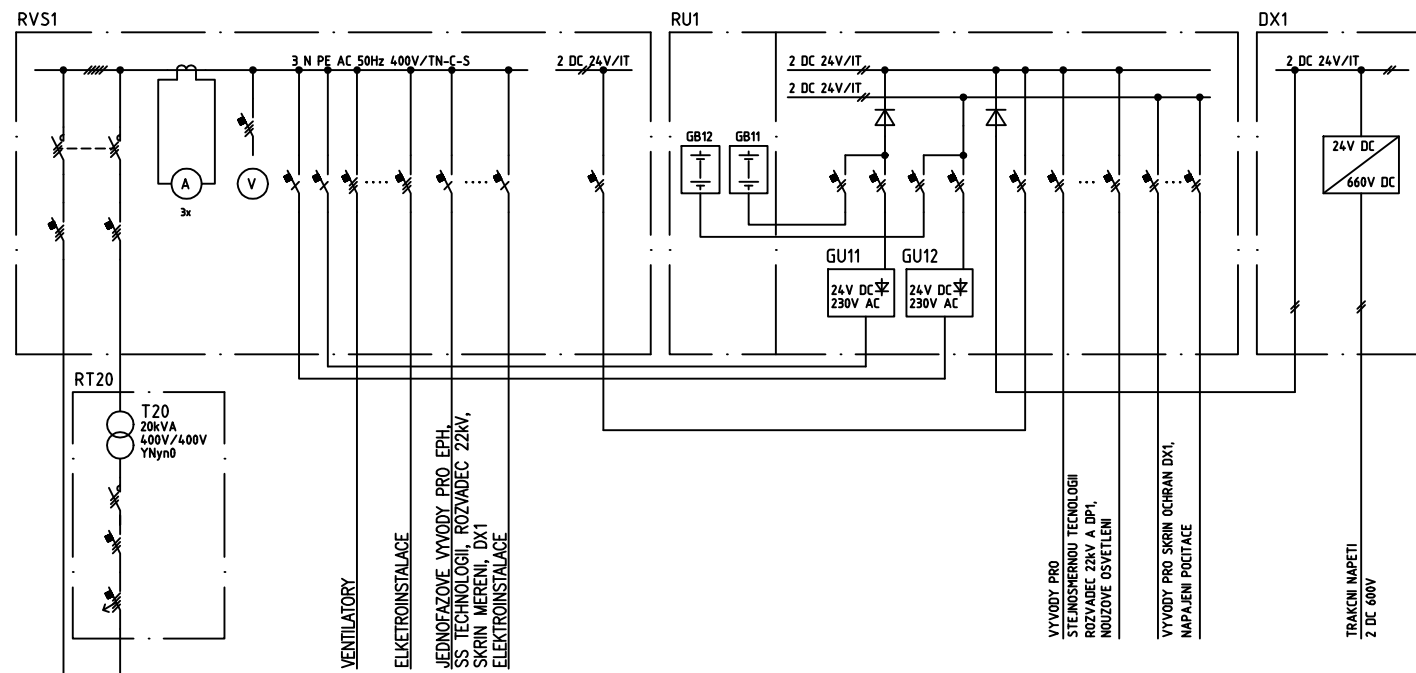 RVS1
RU1
DX1
3 N PE AC 50Hz 400V/TN-C-S
2 DC 24V/IT
2 DC 24V/IT
2 DC 24V/IT
2 DC 24V/IT
A
3x
V
GB12
GB11
24V DC
660V DC
GU11
GU12
24V DC
230V AC
24V DC
230V AC
RT20
T20
20kVA
400V/400V
YNyn0
VENTILATORY
ELKETROINSTALACE
JEDNOFAZOVE VYVODY PRO EPH,
SS TECHNOLOGII, ROZVADEC 22kV,
SKRIN MERENI, DX1
ELEKTROINSTALACE
VYVODY PRO
STEJNOSMERNOU TECNOLOGII
ROZVADEC 22kV A DP1,
NOUZOVE OSVETLENI
VYVODY PRO SKRIN OCHRAN DX1,
NAPAJENI POCITACE
TRAKCNI NAPETI
2 DC 600V